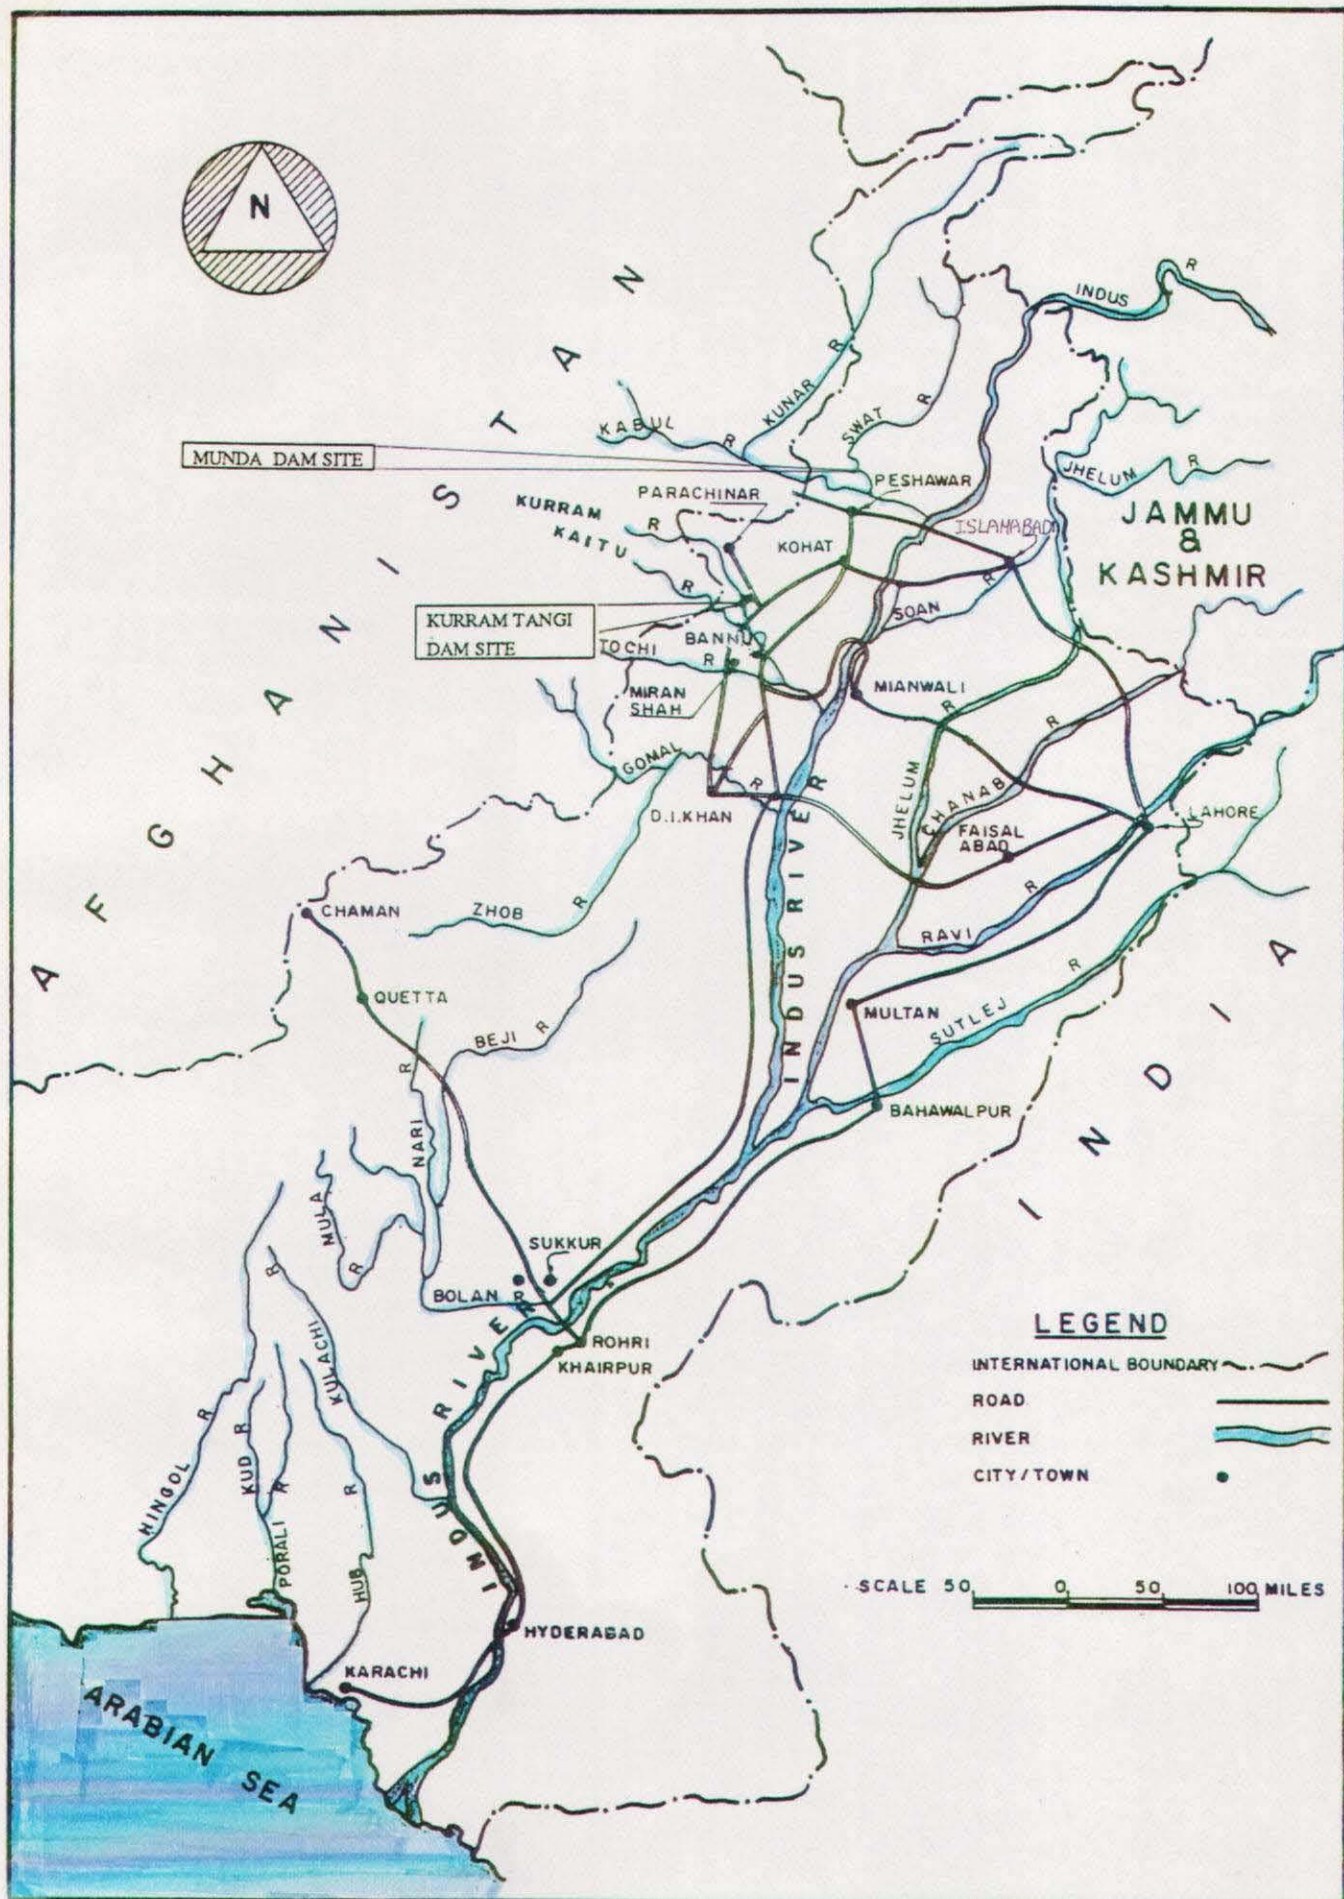 N
AFGHANISTAN
INDUS
R
KUNAR
R
SWAT
R
KABUL
R
MUNDA DAM SITE
JHELUM
R
PESHAWAR
PARACHINAR
KURRAM
R
KAITU
R
ISLAMABAD
JAMMU
&
KASHMIR
KOHAT
R
SOAN
KURRAM TANGI
DAM SITE
BANNU
TOCHI
R
MIRAN
SHAH
MIANWALI
R
R
GOMAL
R
D.I.KHAN
JHELUM
CHANAB
FAISAL
ABAD
LAHORE
INDUS RIVER
R
RAVI
CHAMAN
ZHOB
R
QUETTA
MULTAN
SUTLEJ
R
INDIA
BEJI
R
R
NARI
BAHAWALPUR
MULA
R
SUKKUR
BOLAN
R
ROHRI
KHAIRPUR
INDUS RIVER
R
KULACHI
HINGOL
R
KUD
R
PORALI
R
HUB
R
HYDERABAD
KARACHI
ARABIAN
SEA
LEGEND
INTERNATIONAL BOUNDARY
ROAD
RIVER
CITY/TOWN
SCALE 50 0 50 100 MILES